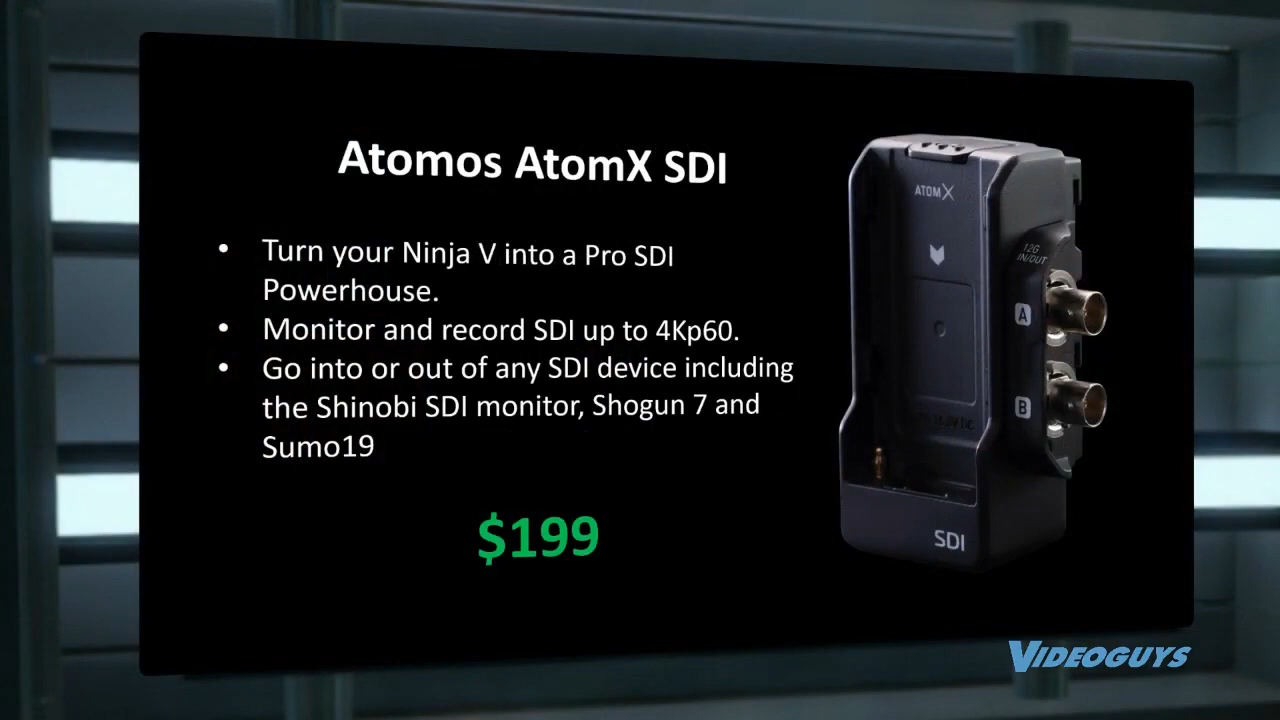 Atomos AtomX SDI
• Turn your Ninja V into a Pro SDI
Powerhouse.
• Monitor and record SDI up to 4Kp60.
• Go into or out of any SDI device including
the Shinobi SDI monitor, Shogun 7 and
Sumo19
$199
ATOMX
12G
IN/OUT
A
B
SDI
VIDEOGUYS